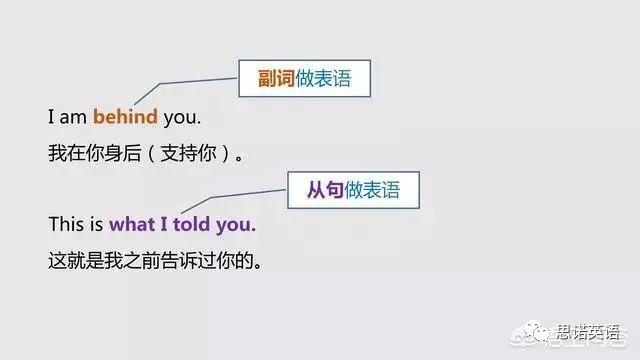 副词做表语
I am behind you.
我在你身后（支持你）。
从句做表语
This is what I told you.
这就是我之前告诉过你的。
思诺英语